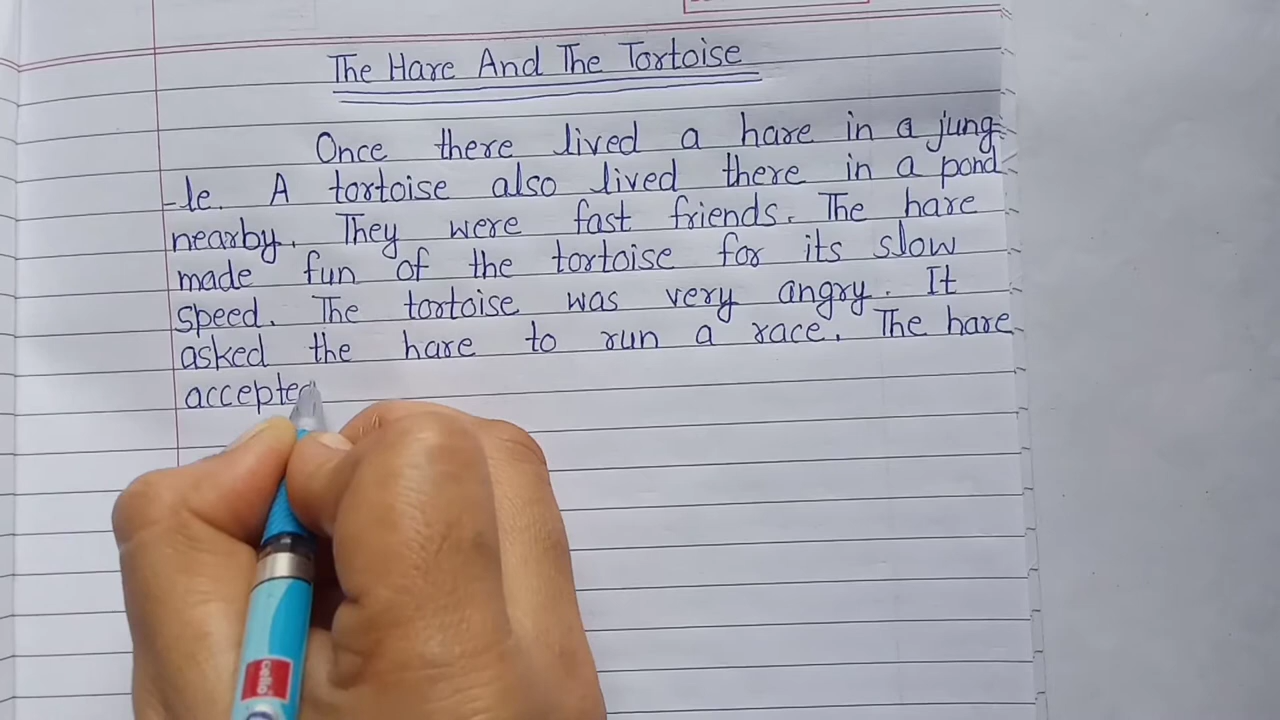 The Hare And The Tortoise
Once there lived a hare in a jung
-le. A tortoise also lived there in a pond
nearby. They were fast friends. The hare
made fun of the tortoise for its slow
speed. The tortoise was very angry. It
asked the hare to run a race. The hare
accepted
cello